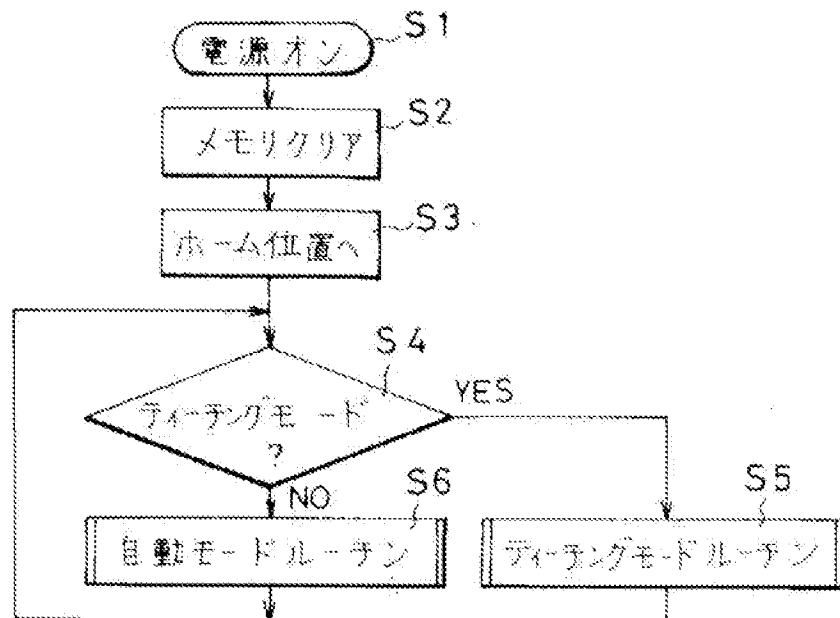 電源オン S1
メモリクリア S2
ホーム位置へ S3
S4
ティーチングモード
?
YES
NO
S6
自動モードルーチン
S5
ティーチングモードルーチン